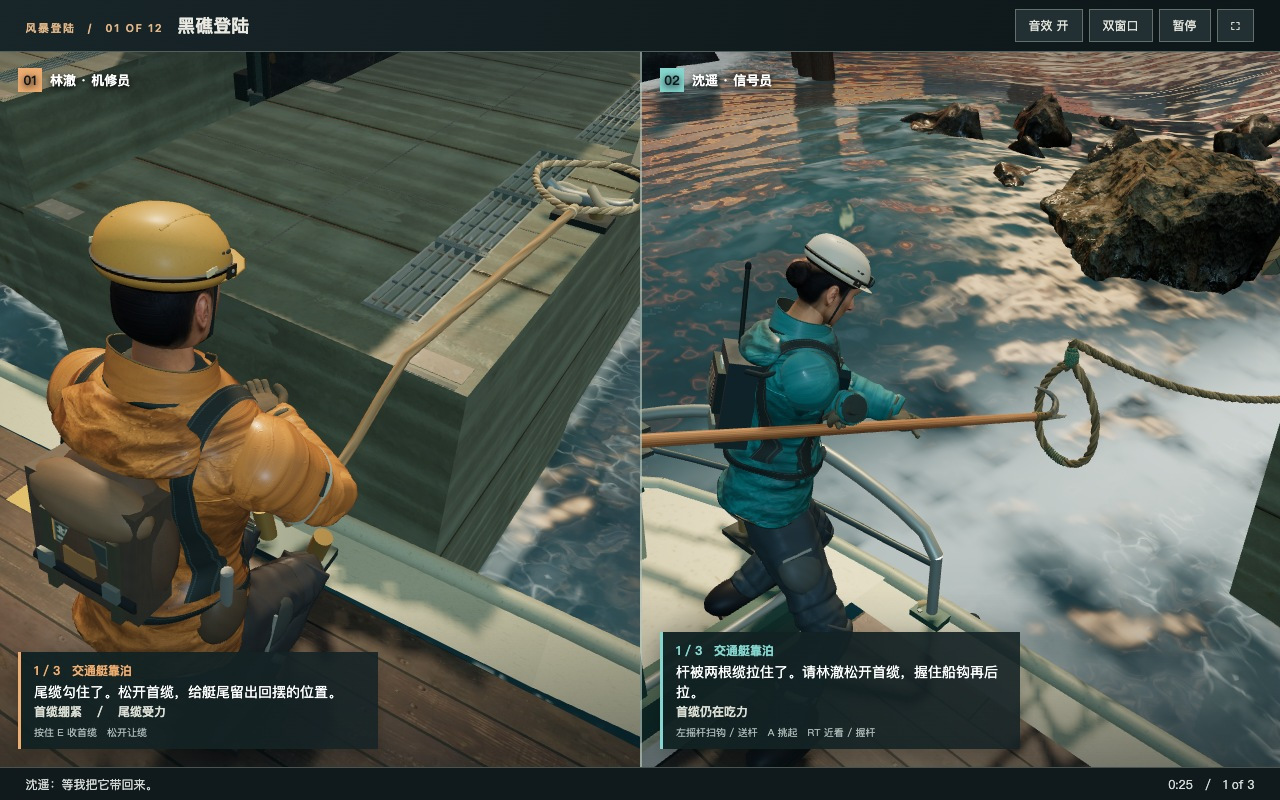 风暴登陆 / 01 OF 12 黑礁登陆
音效 开 双窗口 暂停
01 林澈 · 机修员
02 沈遥 · 信号员
1 / 3 交通艇靠泊
尾缆勾住了。松开首缆，给艇尾留出回摆的位置。
首缆绷紧 / 尾缆受力
按住 E 收首缆 松开让缆
1 / 3 交通艇靠泊
杆被两根缆拉住了。请林澈松开首缆，握住船钩再后
拉。
首缆仍在吃力
左摇杆扫钩 / 送杆 A 挑起 RT 近看 / 握杆
沈遥：等我把它带回来。
0:25 / 1 of 3